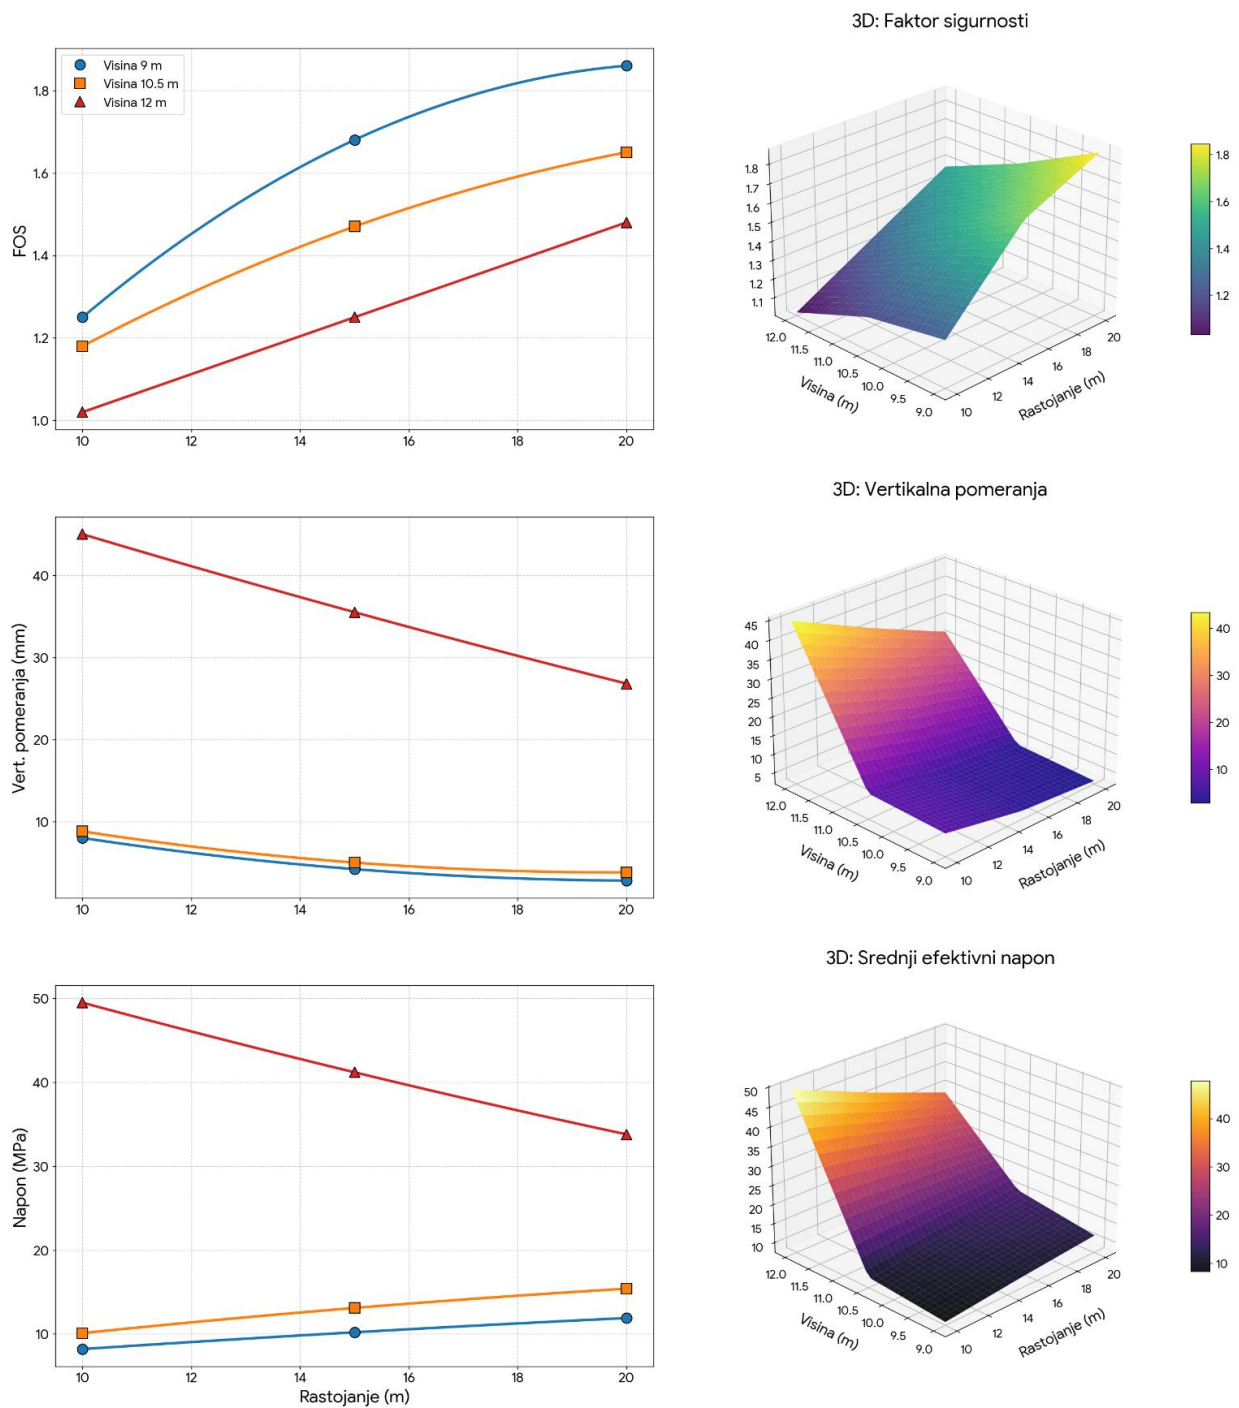 3D: Faktor sigurnosti
Visina 9 m
Visina 10.5 m
Visina 12 m
FOS
1.8
1.6
1.4
1.2
1.0
10 12 14 16 18 20
1.8
1.7
1.6
1.5
1.4
1.3
1.2
1.1
12.0 11.5 11.0 10.5 10.0 9.5 9.0
Visina (m)
10 12 14 16 18 20
Rastojanje (m)
1.8
1.6
1.4
1.2
3D: Vertikalna pomeranja
Vert. pomeranja (mm)
40
30
20
10
10 12 14 16 18 20
45
40
35
30
25
20
15
10
5
12.0 11.5 11.0 10.5 10.0 9.5 9.0
Visina (m)
10 12 14 16 18 20
Rastojanje (m)
40
30
20
10
3D: Srednji efektivni napon
Napon (MPa)
50
40
30
20
10
10 12 14 16 18 20
Rastojanje (m)
50
45
40
35
30
25
20
15
10
12.0 11.5 11.0 10.5 10.0 9.5 9.0
Visina (m)
10 12 14 16 18 20
Rastojanje (m)
40
30
20
10